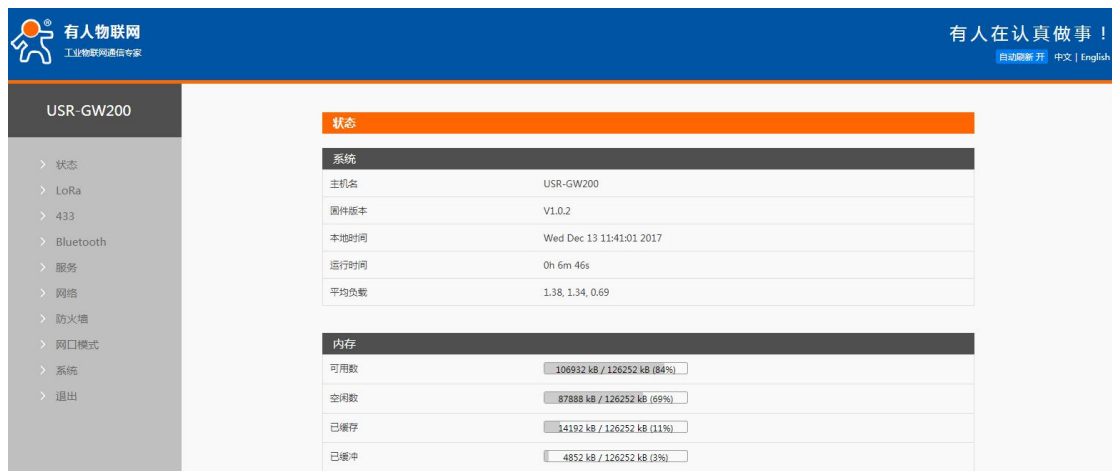 有人物联网
工业物联网通信专家
有人在认真做事！
自动刷新 开 中文 | English
USR-GW200
状态
LoRa
433
Bluetooth
服务
网络
防火墙
网口模式
系统
退出
状态
系统
主机名 USR-GW200
固件版本 V1.0.2
本地时间 Wed Dec 13 11:41:01 2017
运行时间 0h 6m 46s
平均负载 1.38, 1.34, 0.69
内存
可用数 106932 kB / 126252 kB (84%)
空闲数 87888 kB / 126252 kB (69%)
已缓存 14192 kB / 126252 kB (11%)
已缓冲 4852 kB / 126252 kB (3%)